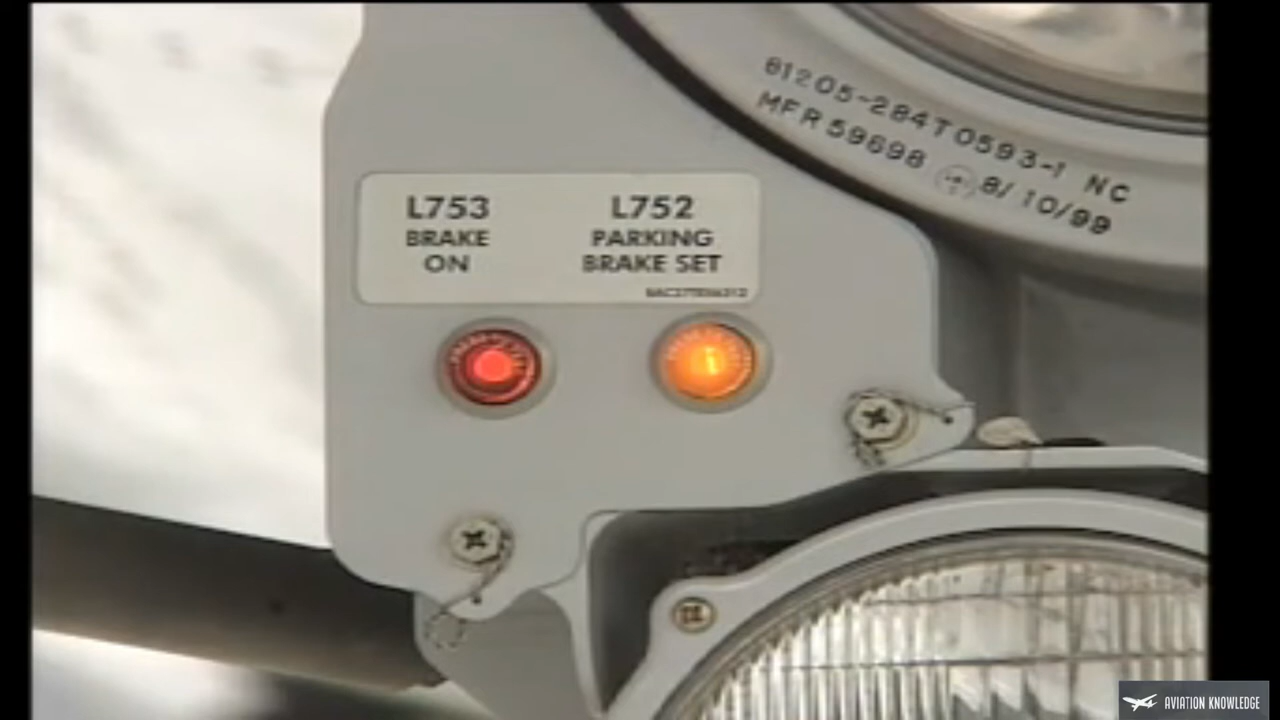 61205-284T0593-1 NC
MFR 59698 8/10/99
L753
BRAKE
ON
L752
PARKING
BRAKE SET
AVIATION KNOWLEDGE